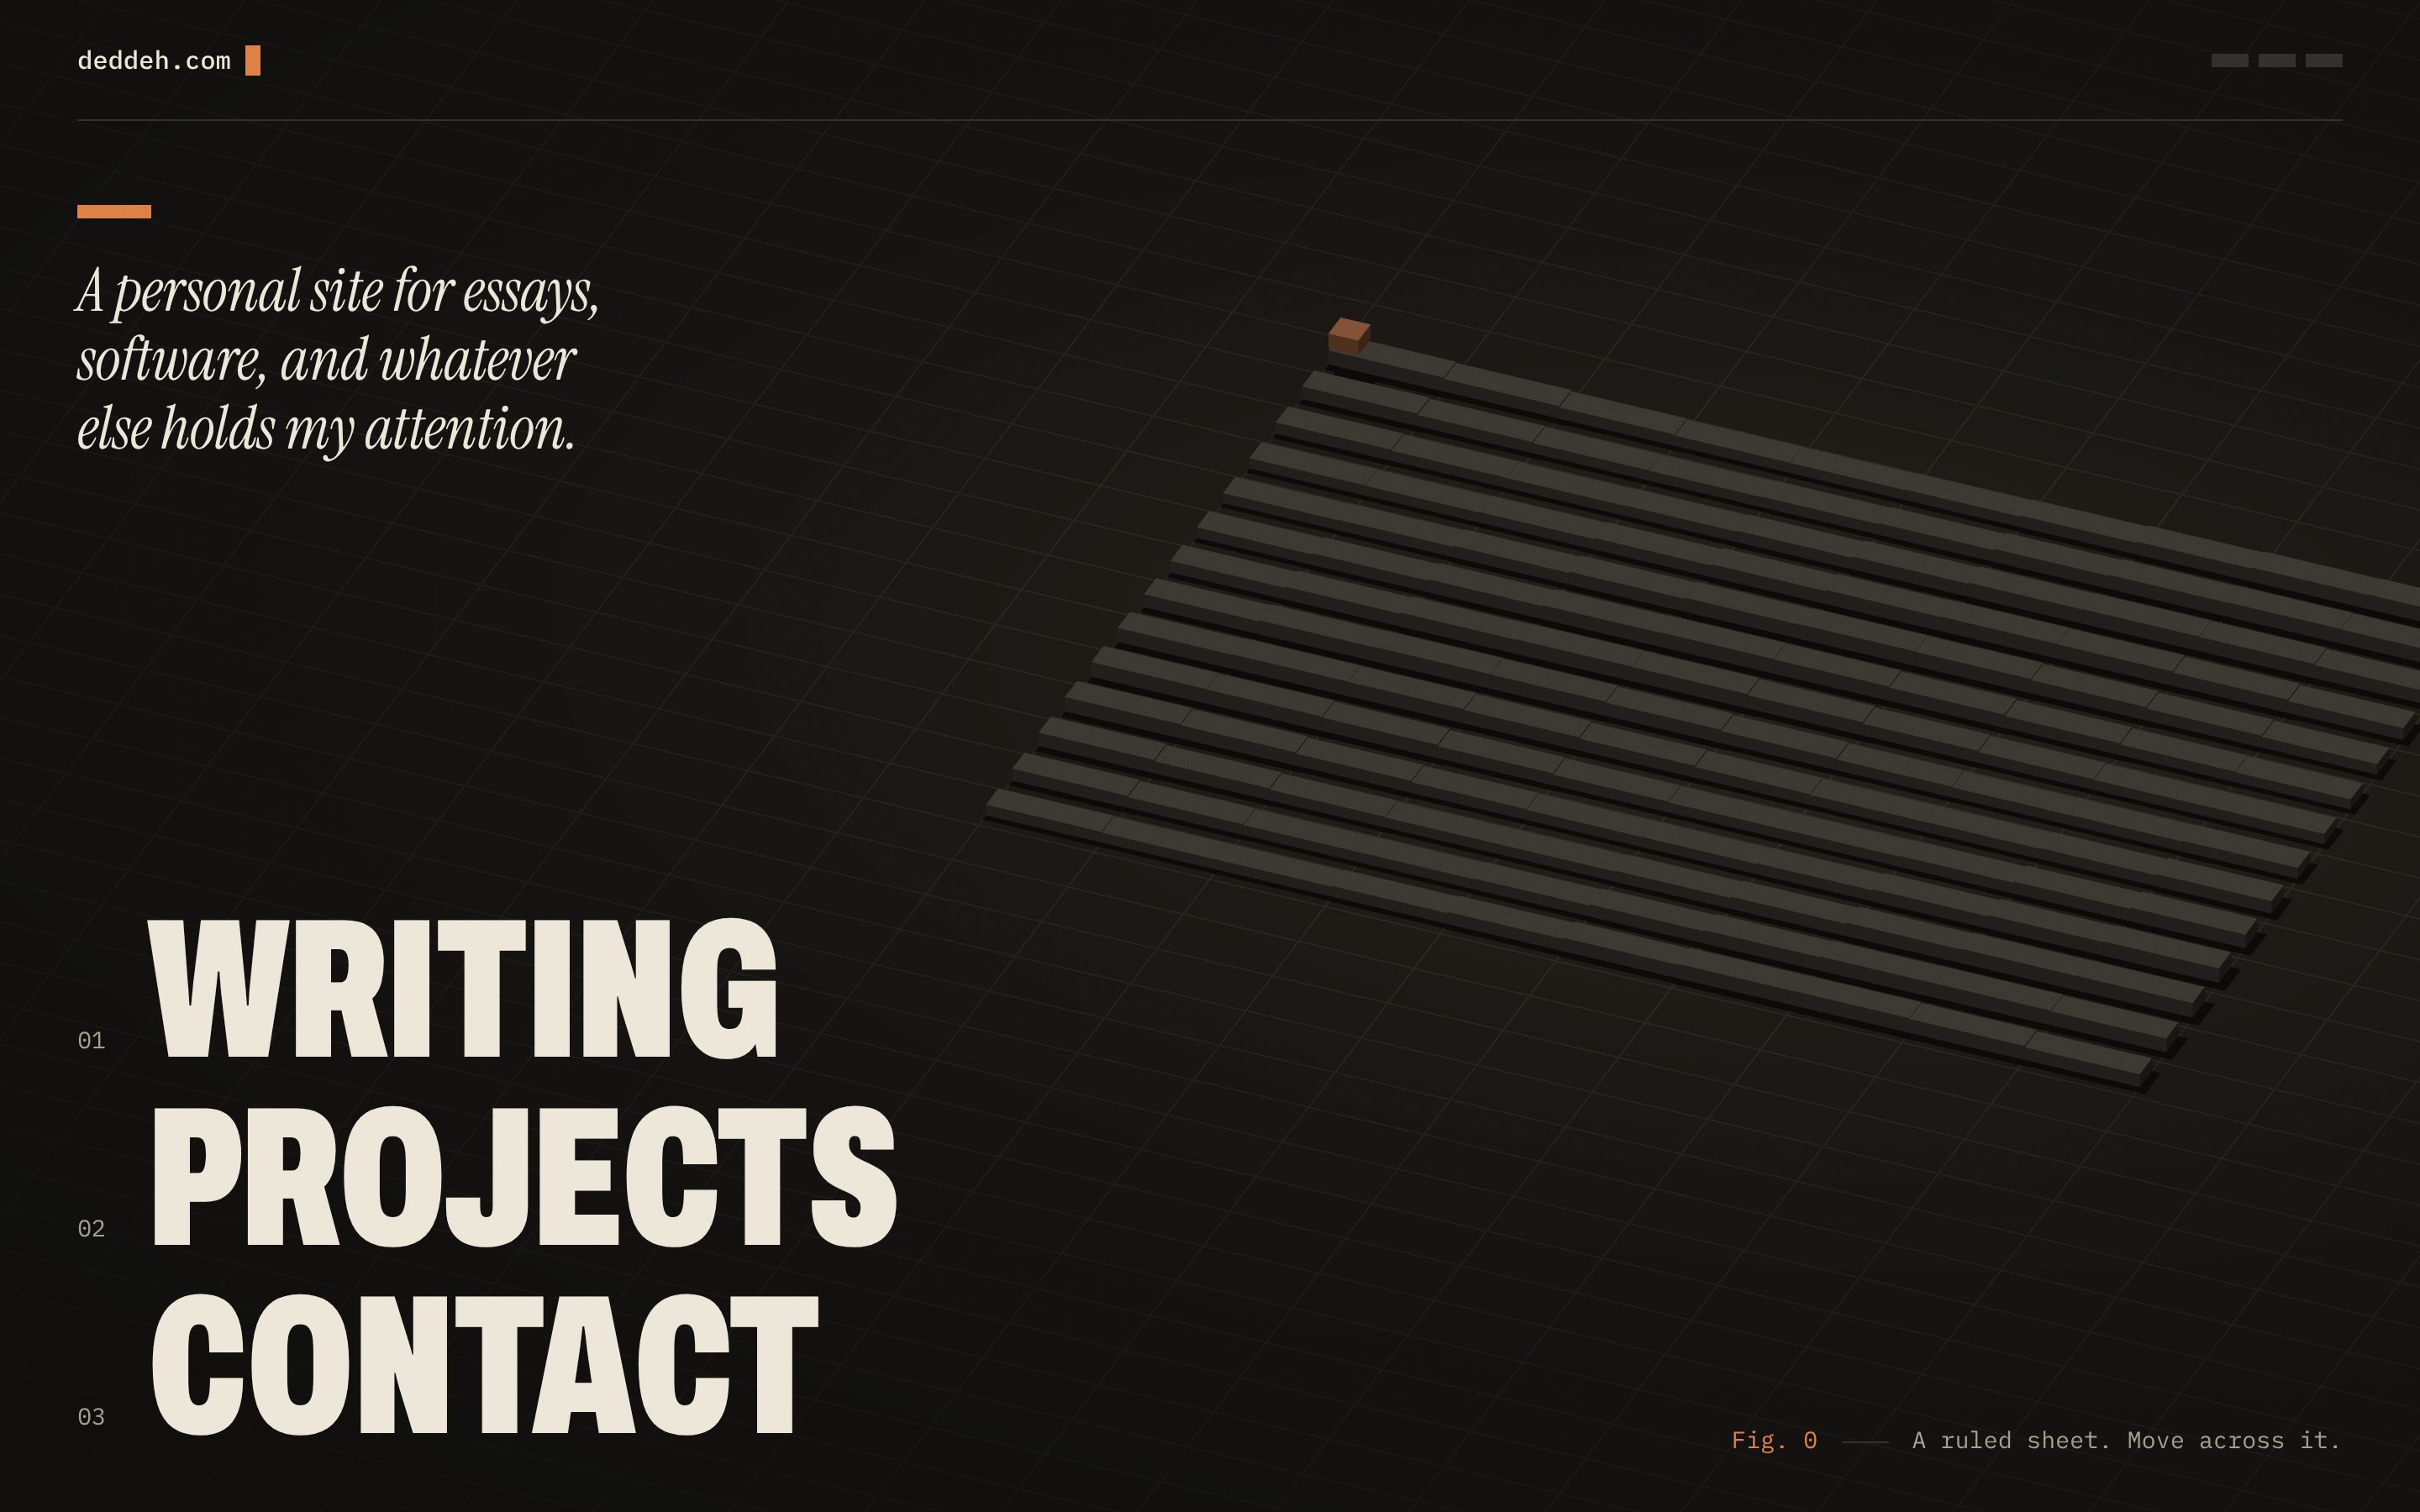 deddeh.com
A personal site for essays,
software, and whatever
else holds my attention.
01 WRITING
02 PROJECTS
03 CONTACT
Fig. 0 A ruled sheet. Move across it.